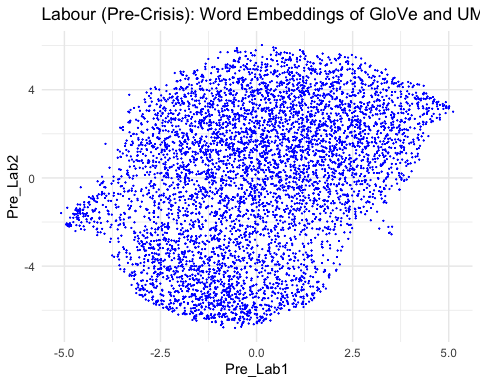 Labour (Pre-Crisis): Word Embeddings of GloVe and UM
Pre_Lab2
4
0
-4
-5.0 -2.5 0.0 2.5 5.0
Pre_Lab1